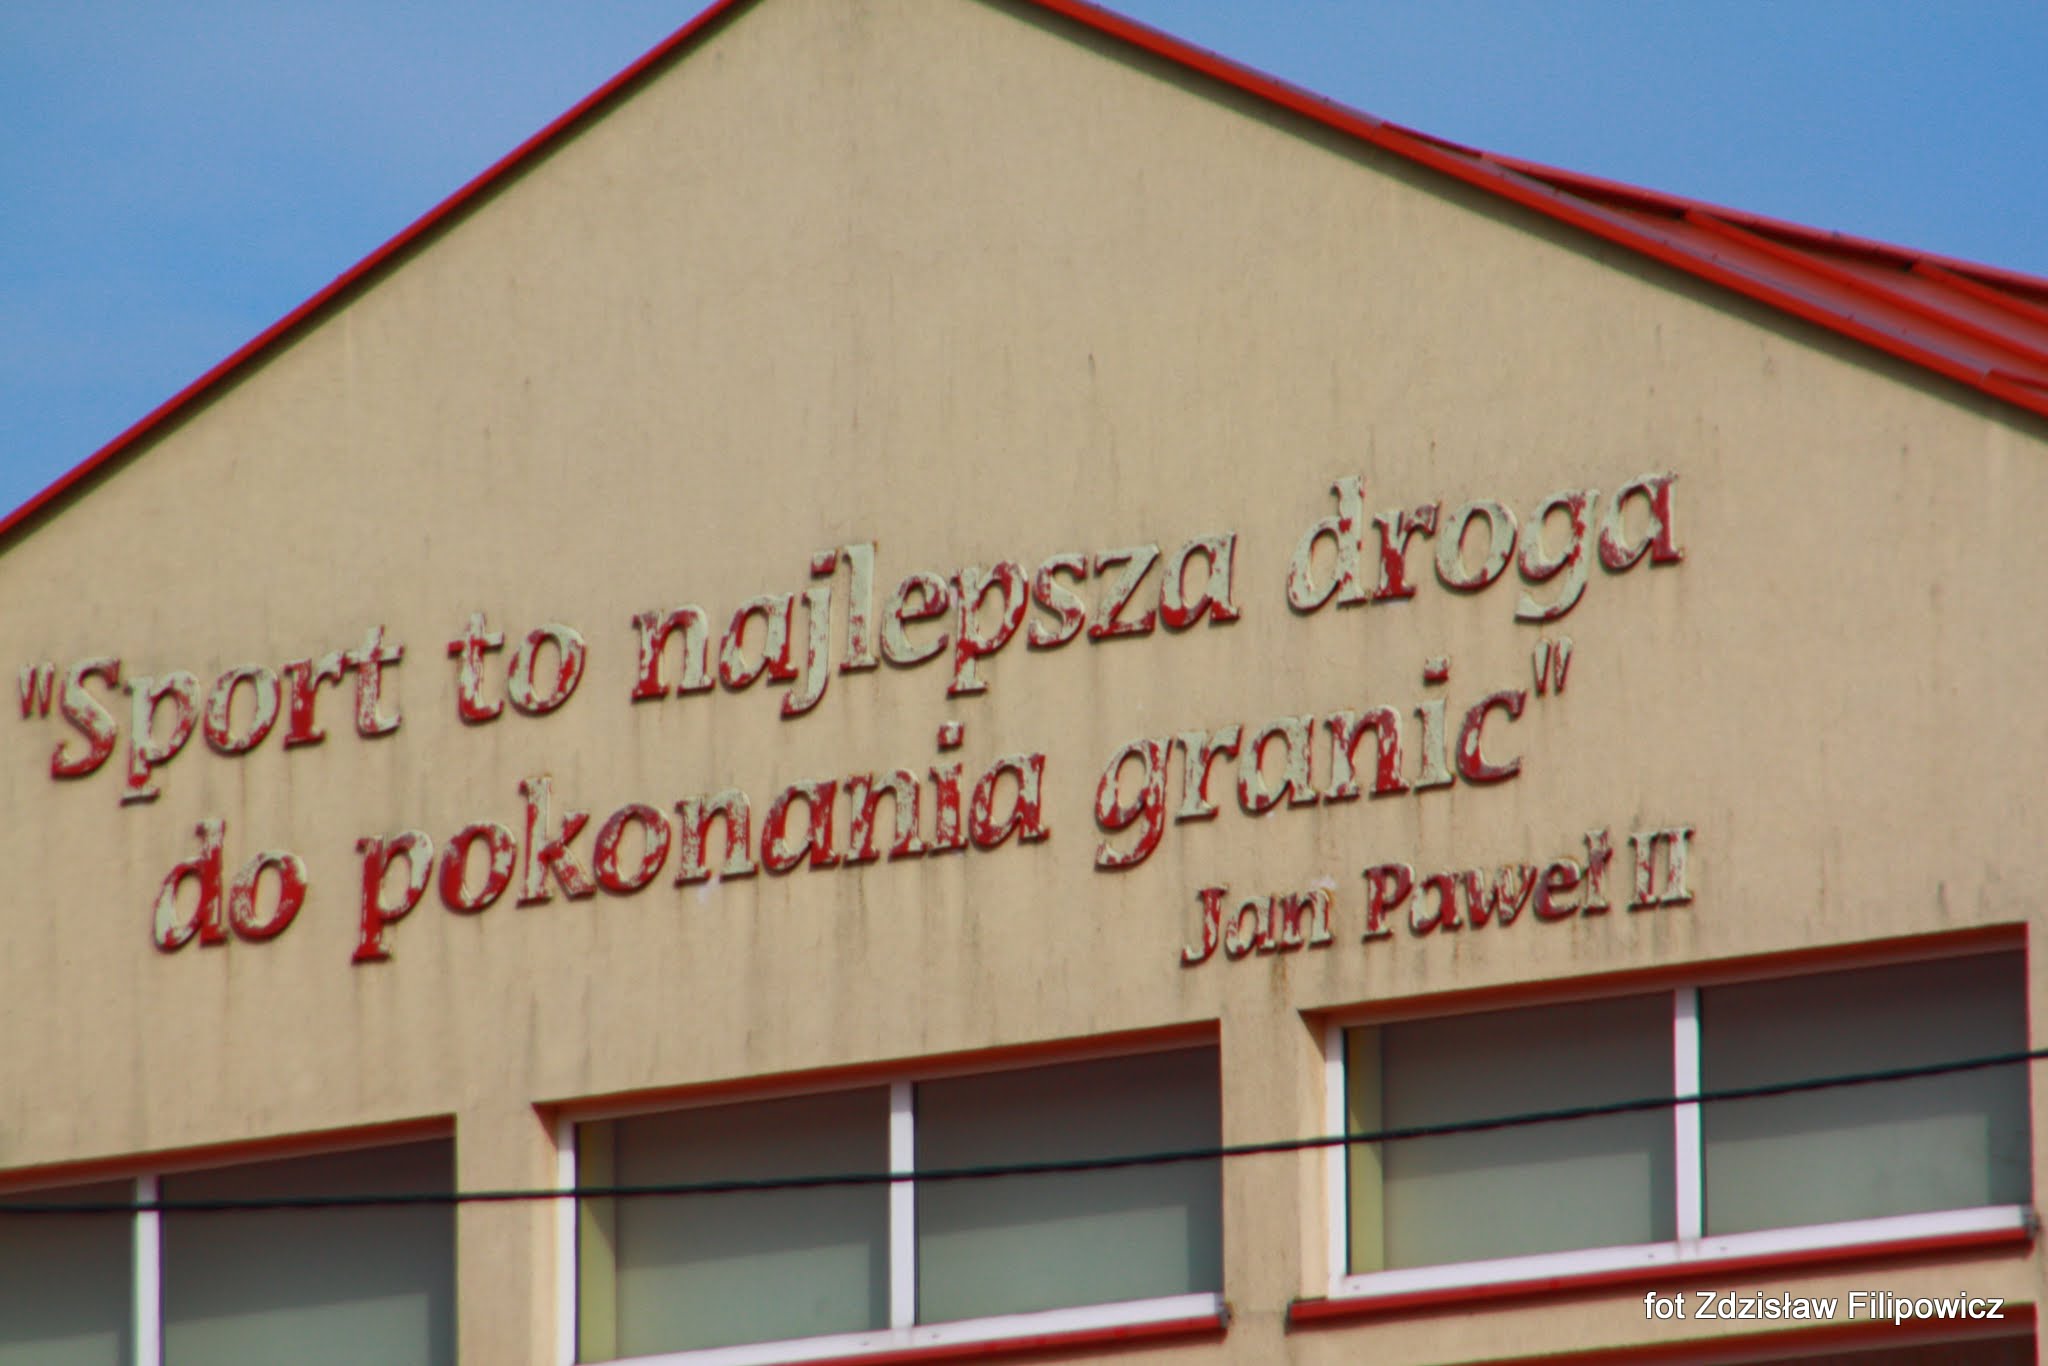 "Sport to najlepsza droga
do pokonania granic"
Jan Paweł II
fot Zdzisław Filipowicz